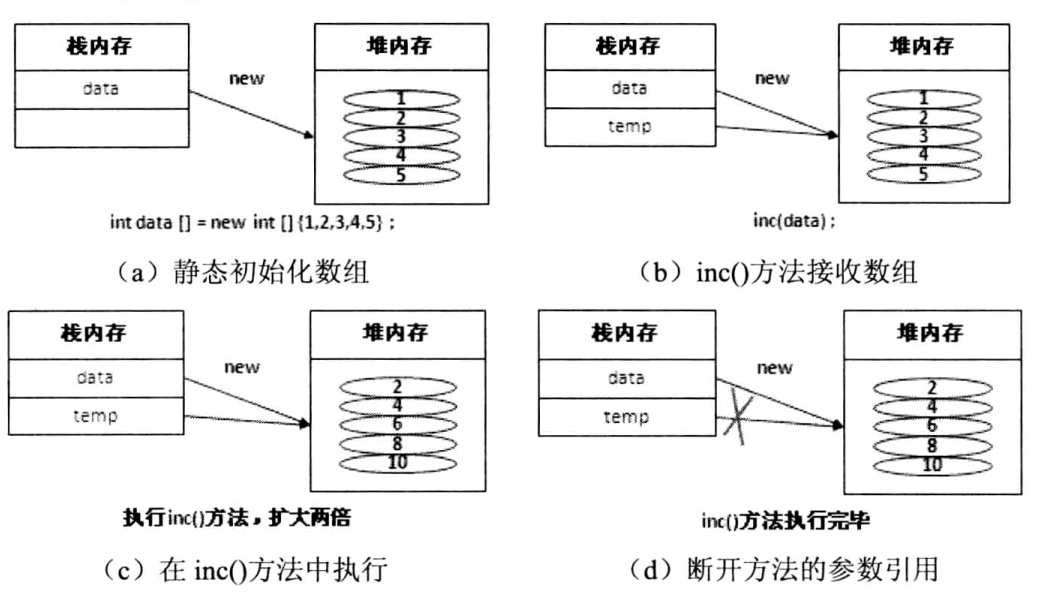 栈内存
堆内存
data
new
1
2
3
4
5
int data [] = new int [] {1,2,3,4,5} ;
（a）静态初始化数组
栈内存
堆内存
data
temp
new
1
2
3
4
5
inc(data) ;
（b）inc()方法接收数组
栈内存
堆内存
data
temp
new
2
4
6
8
10
执行inc()方法，扩大两倍
（c）在 inc()方法中执行
栈内存
堆内存
data
temp
new
2
4
6
8
10
inc()方法执行完毕
（d）断开方法的参数引用